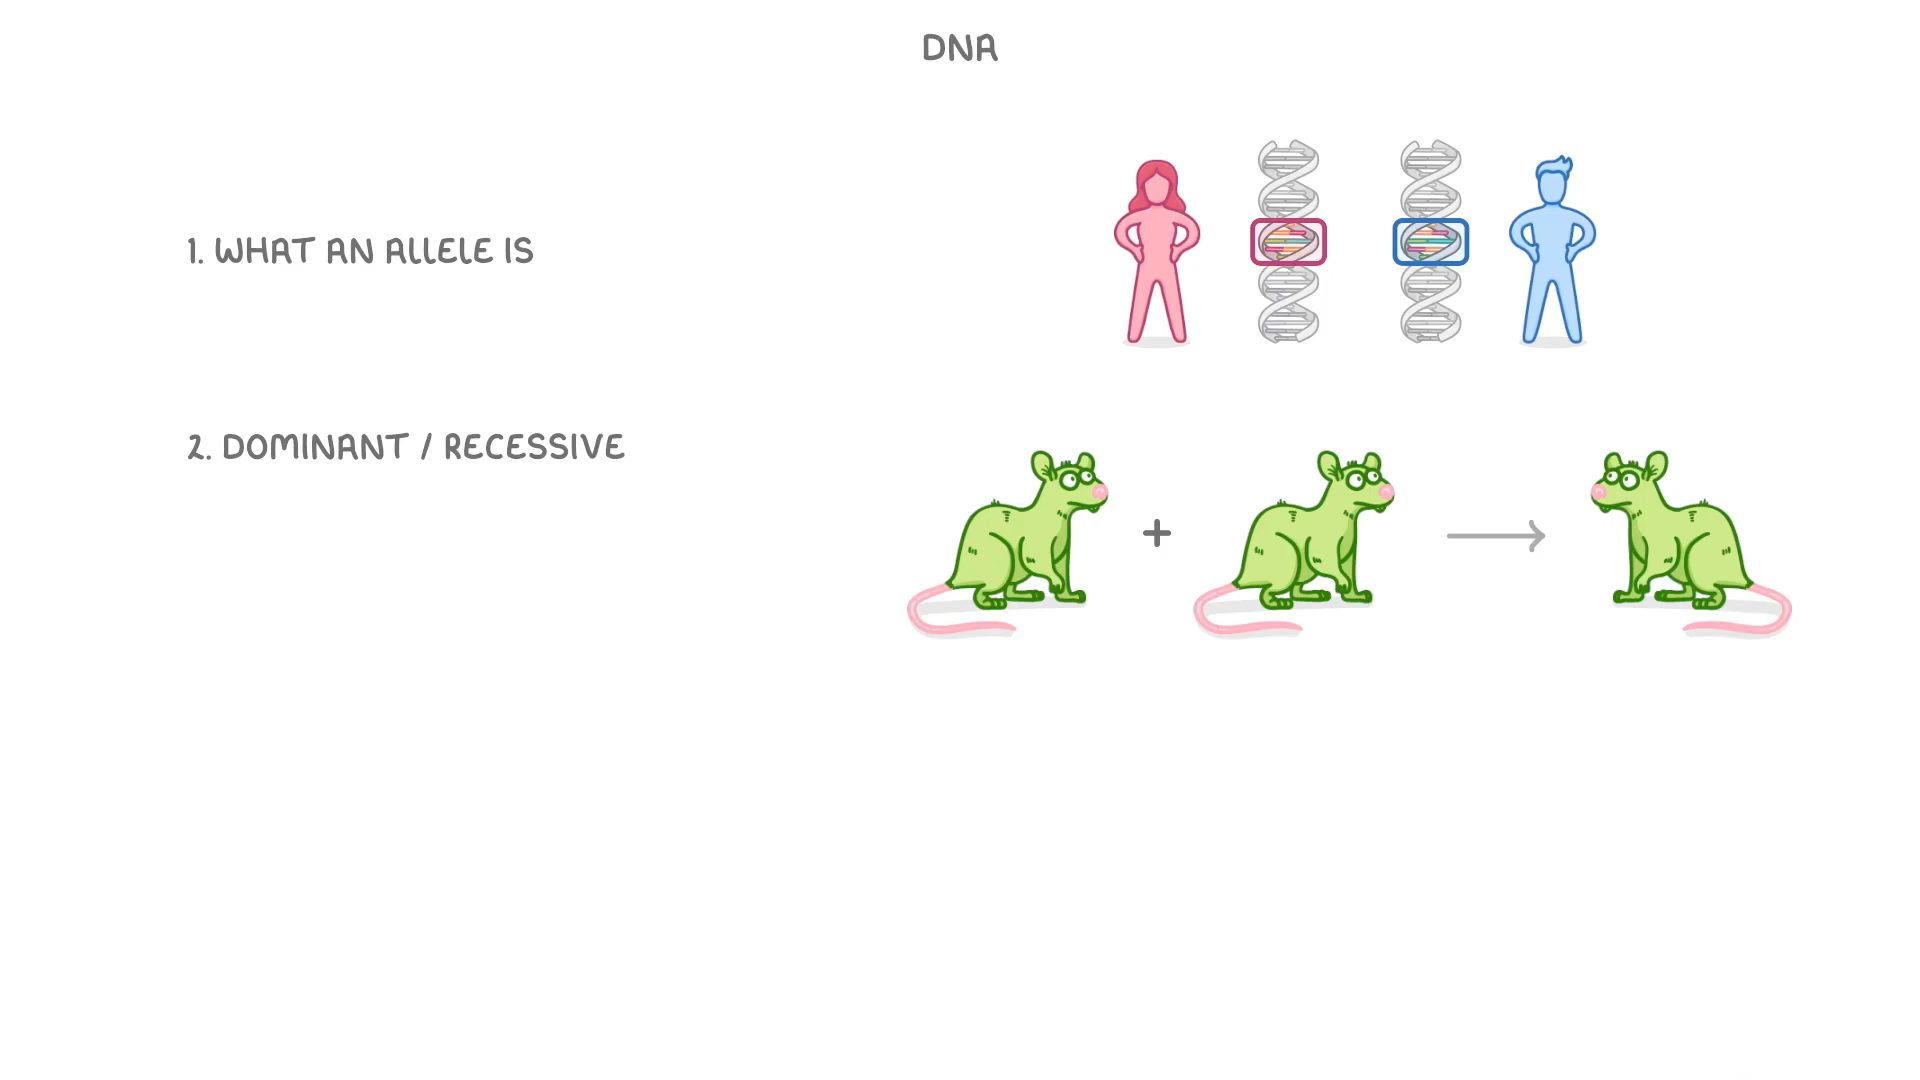 DNA
1. WHAT AN ALLELE IS
2. DOMINANT / RECESSIVE
+